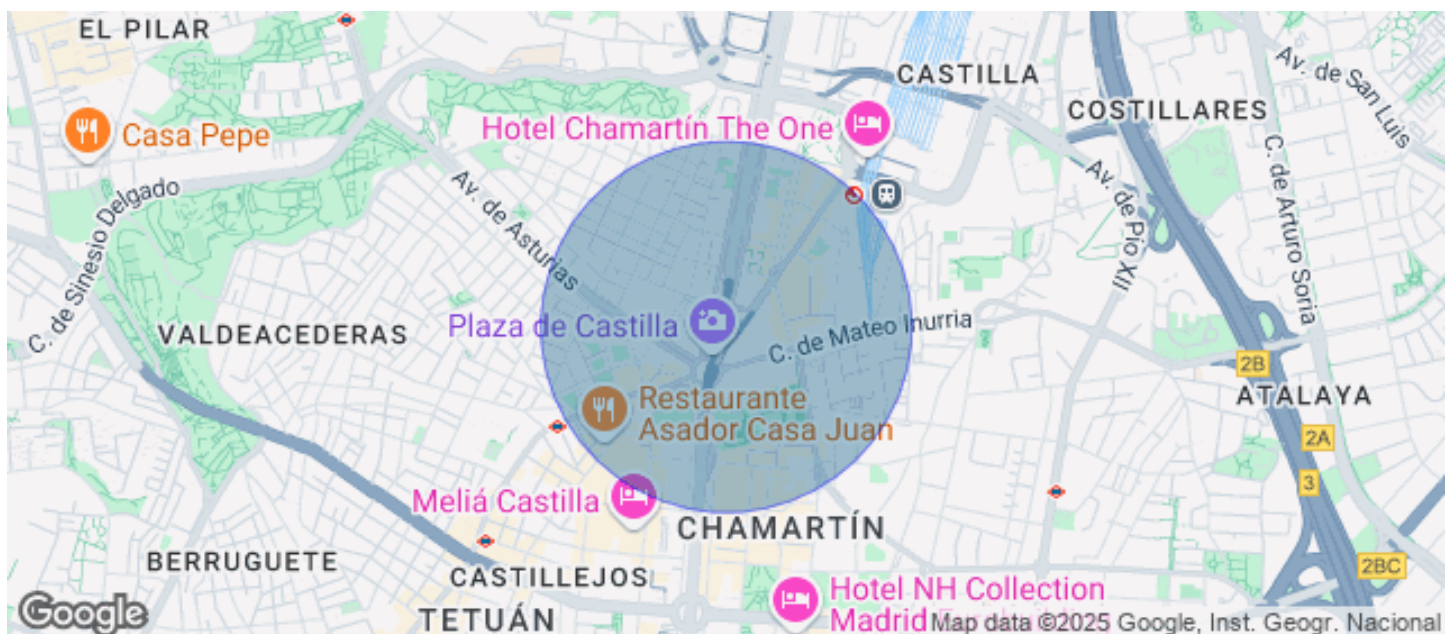 EL PILAR
CASTILLA
Av. de San Luis
COSTILLARES
Casa Pepe
Hotel Chamartín The One
C. de Sinesio Delgado
Av. de Asturias
Av. de Pío XII
C. de Arturo Soria
VALDEACEDERAS
Plaza de Castilla
C. de Mateo Inurria
2B
ATALAYA
Restaurante
Asador Casa Juan
2A
3
Meliá Castilla
CHAMARTÍN
BERRUGUETE
CASTILLEJOS
2BC
TETUÁN
Hotel NH Collection
Madrid
Google
Map data ©2025 Google, Inst. Geogr. Nacional